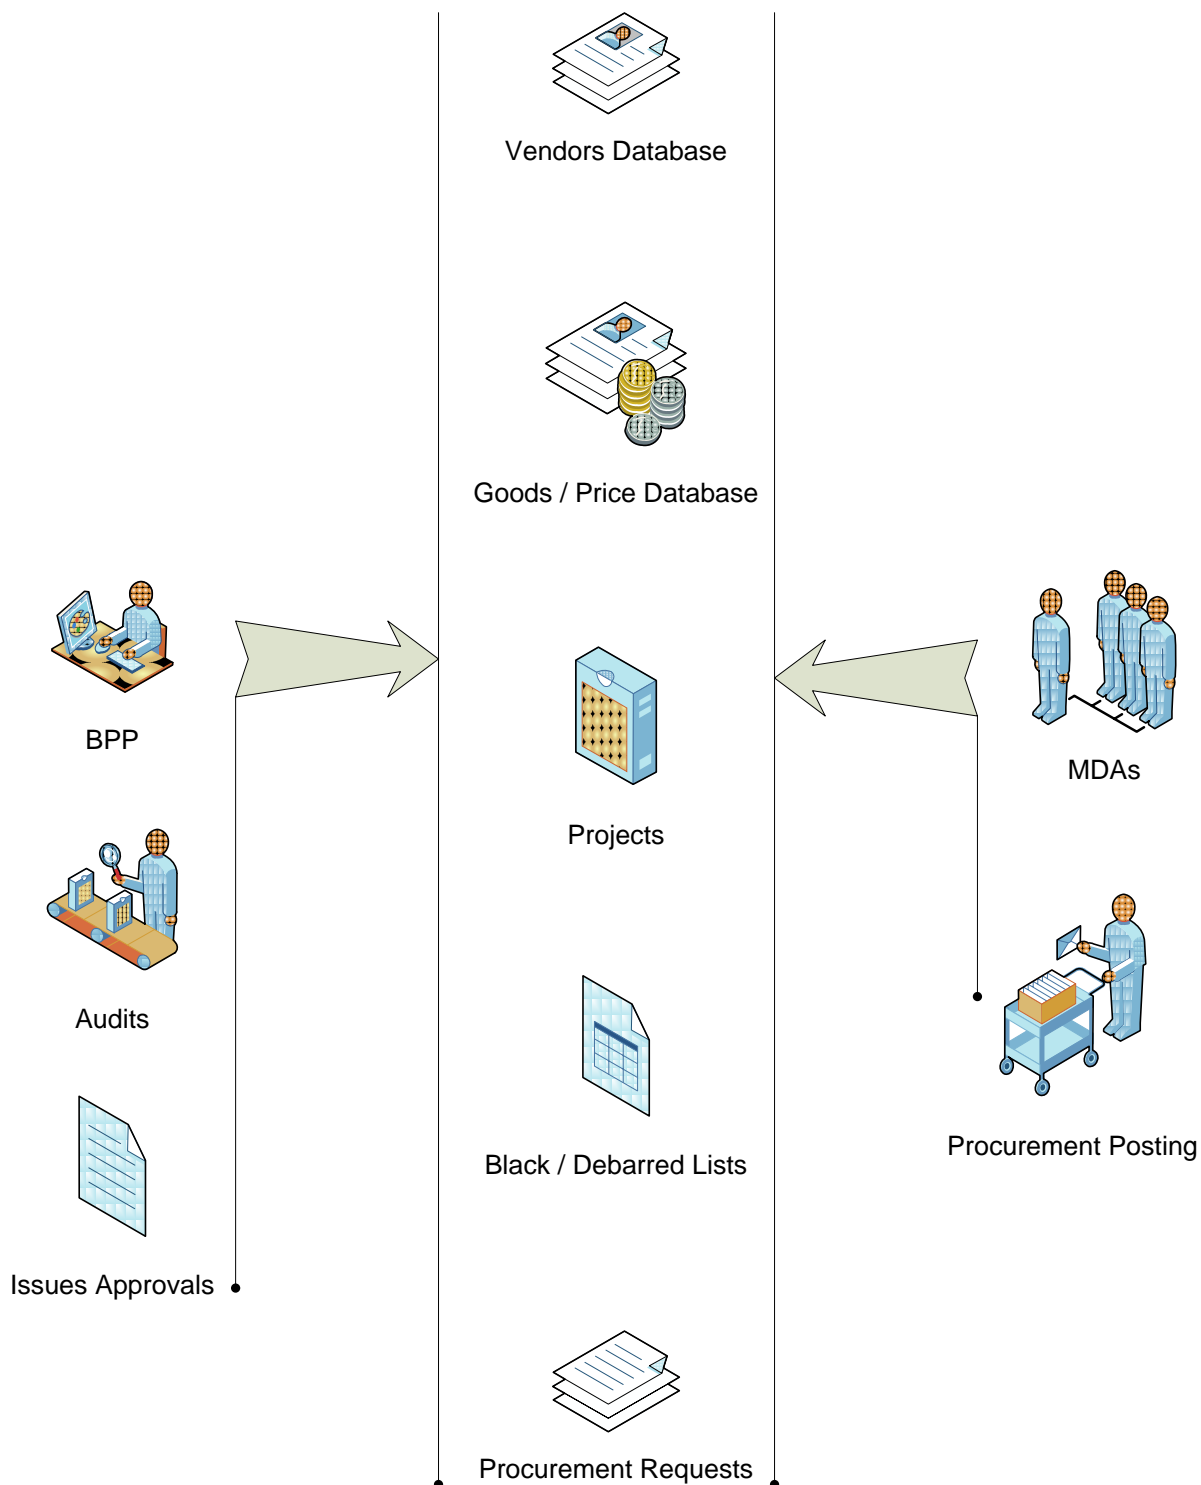 Vendors Database
Goods / Price Database
BPP
MDAs
Projects
Audits
Procurement Posting
Black / Debarred Lists
Issues Approvals
Procurement Requests